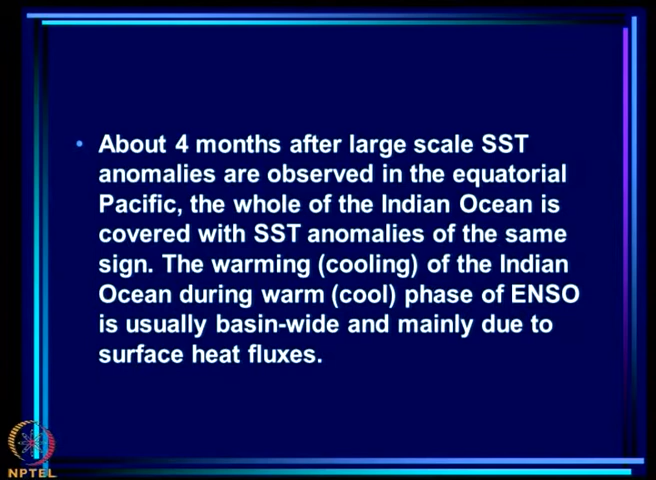 • About 4 months after large scale SST
anomalies are observed in the equatorial
Pacific, the whole of the Indian Ocean is
covered with SST anomalies of the same
sign. The warming (cooling) of the Indian
Ocean during warm (cool) phase of ENSO
is usually basin-wide and mainly due to
surface heat fluxes.
NPTEL